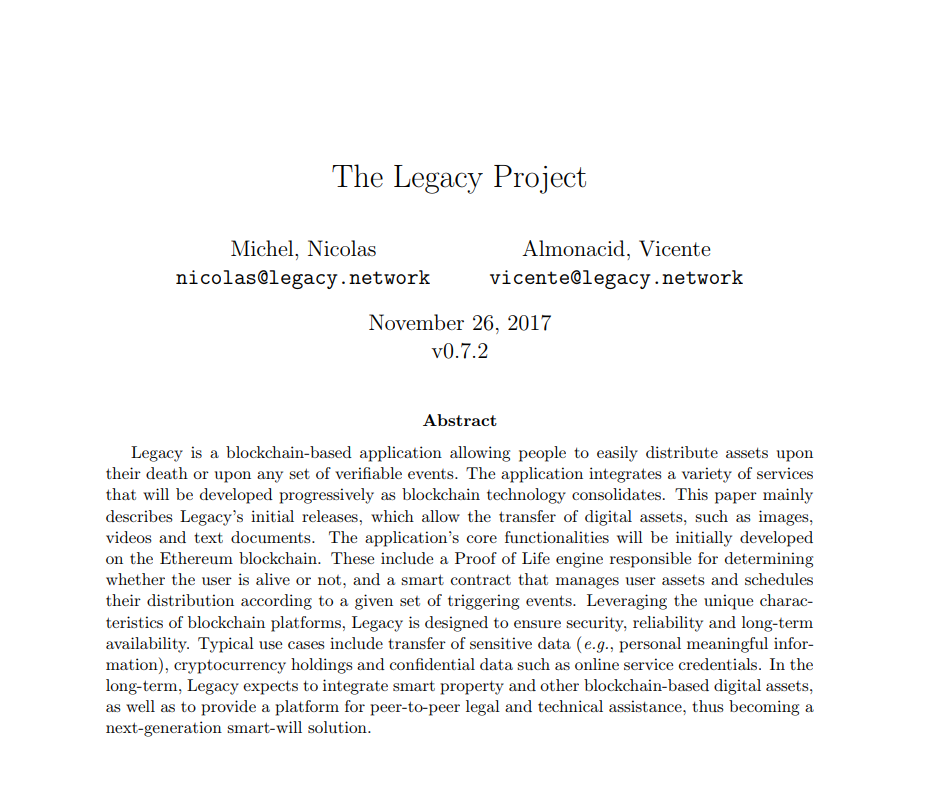 The Legacy Project
Michel, Nicolas
nicolas@legacy.network
Almonacid, Vicente
vicente@legacy.network
November 26, 2017
v0.7.2
Abstract
Legacy is a blockchain-based application allowing people to easily distribute assets upon
their death or upon any set of verifiable events. The application integrates a variety of services
that will be developed progressively as blockchain technology consolidates. This paper mainly
describes Legacy's initial releases, which allow the transfer of digital assets, such as images,
videos and text documents. The application's core functionalities will be initially developed
on the Ethereum blockchain. These include a Proof of Life engine responsible for determining
whether the user is alive or not, and a smart contract that manages user assets and schedules
their distribution according to a given set of triggering events. Leveraging the unique charac-
teristics of blockchain platforms, Legacy is designed to ensure security, reliability and long-term
availability. Typical use cases include transfer of sensitive data (e.g., personal meaningful infor-
mation), cryptocurrency holdings and confidential data such as online service credentials. In the
long-term, Legacy expects to integrate smart property and other blockchain-based digital assets,
as well as to provide a platform for peer-to-peer legal and technical assistance, thus becoming a
next-generation smart-will solution.